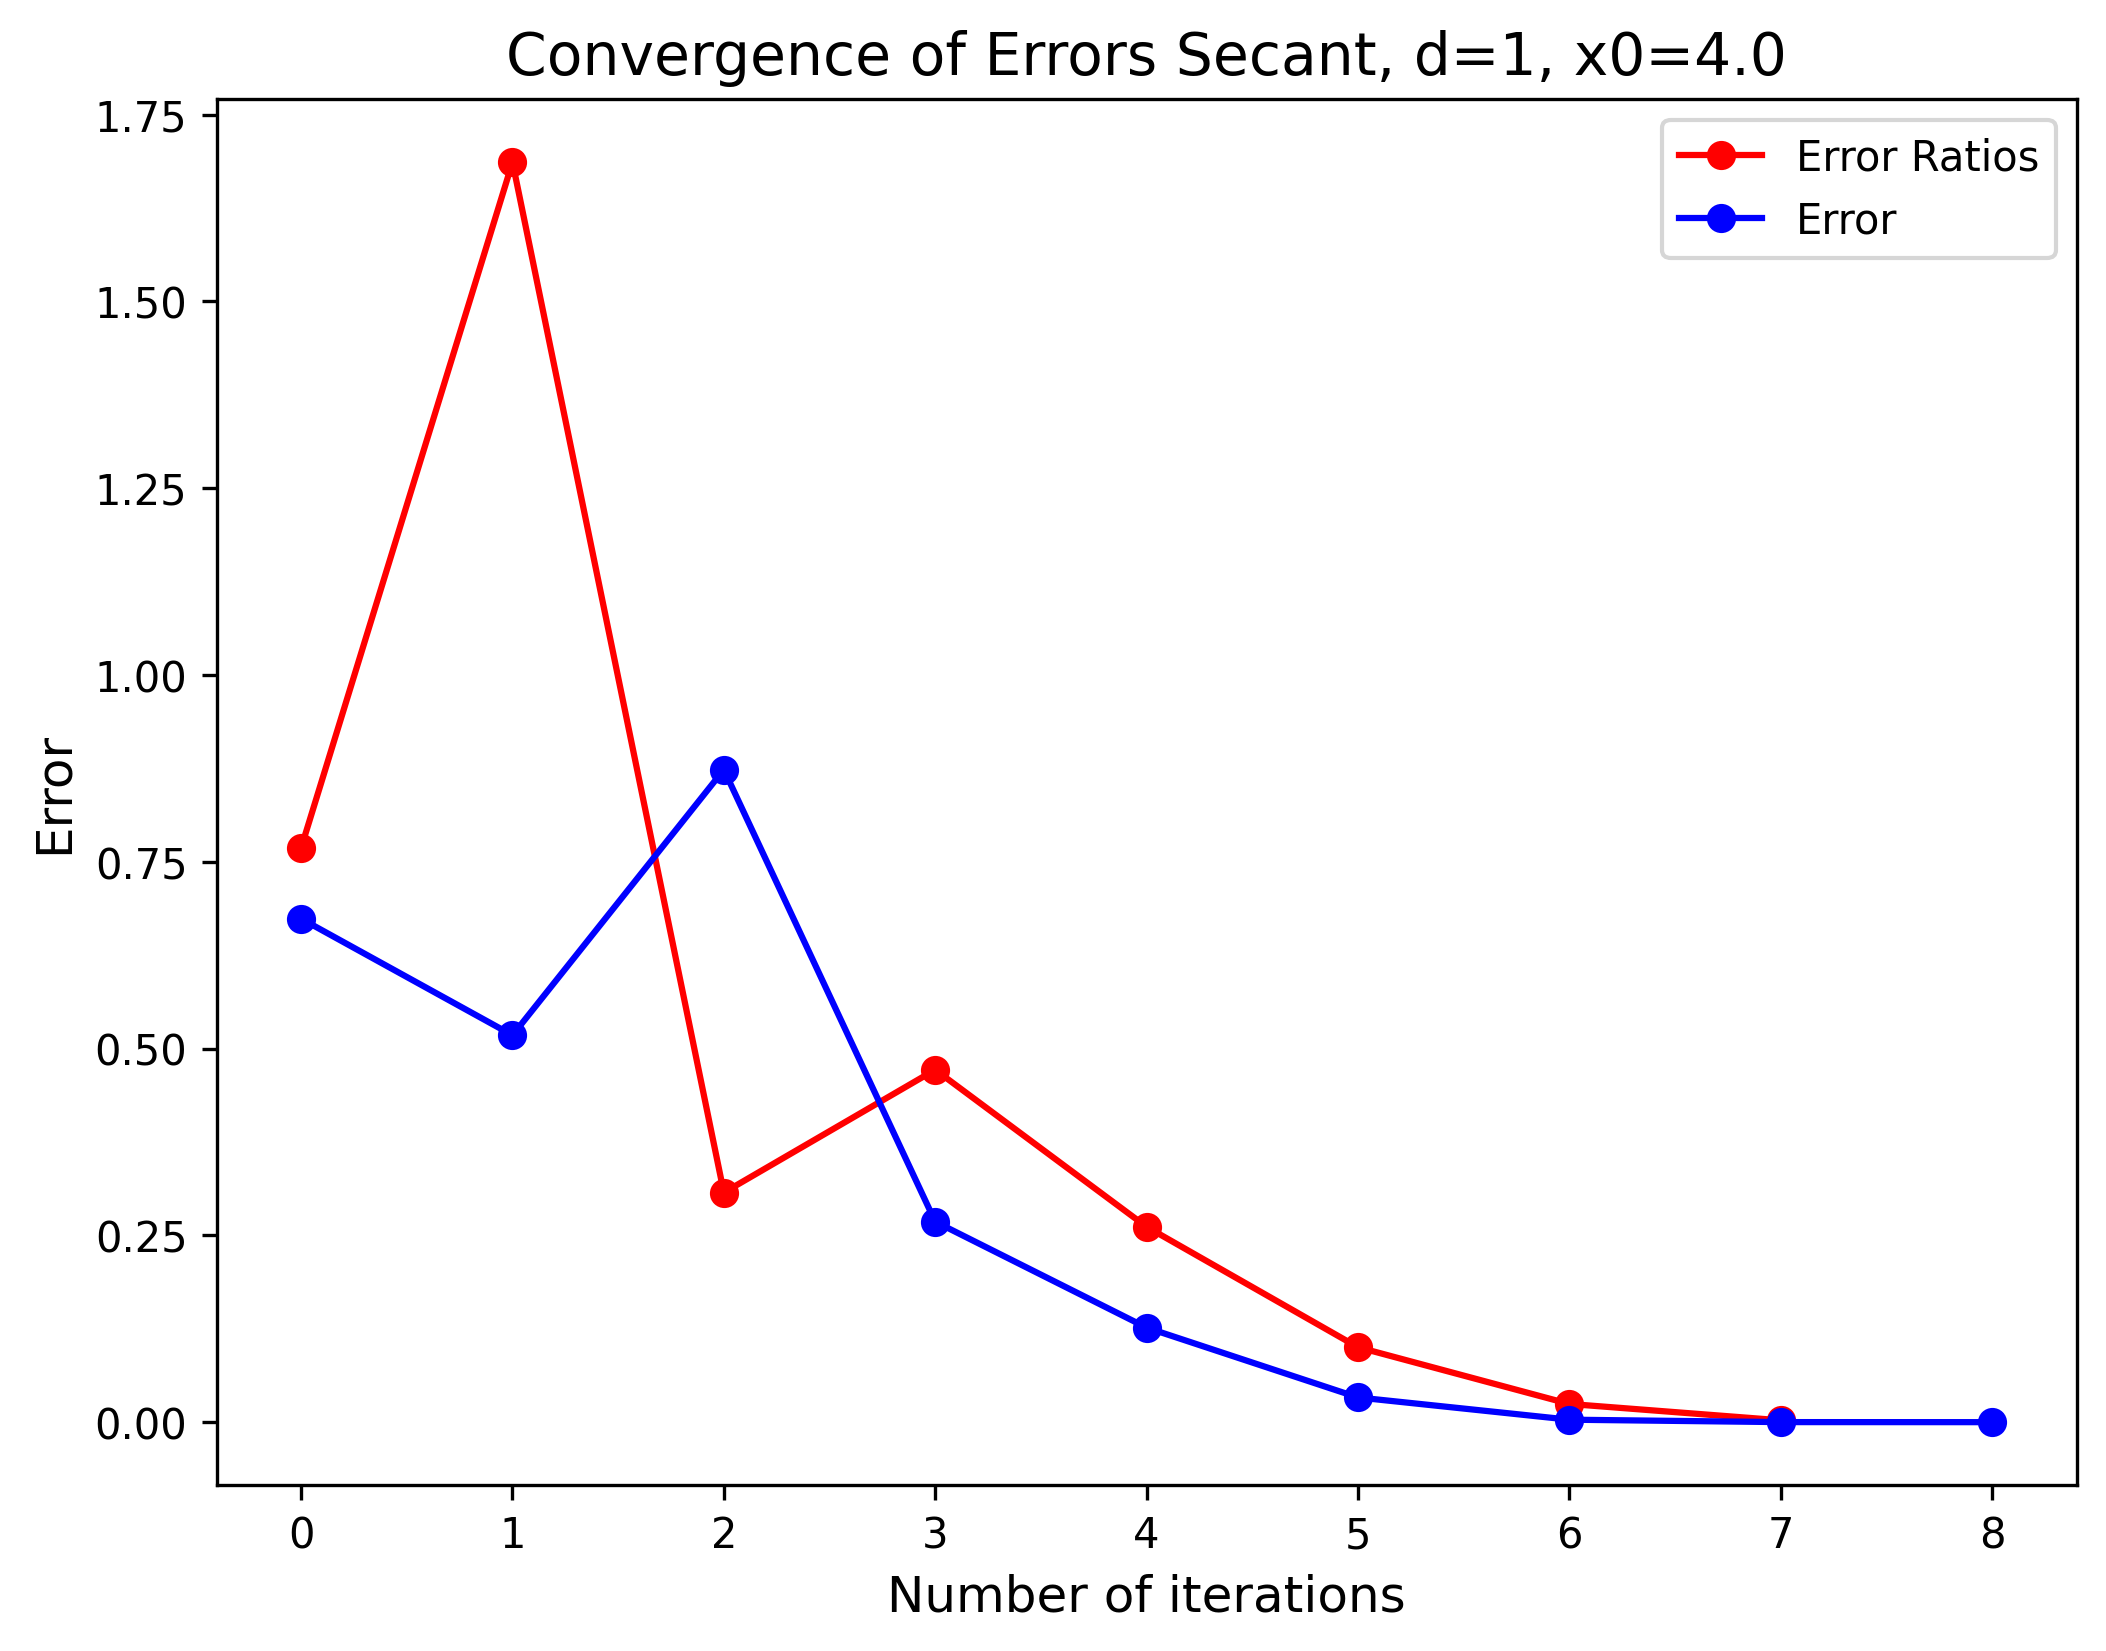 Convergence of Errors Secant, d=1, x0=4.0
Error Ratios
Error
1.75
1.50
1.25
1.00
0.75
0.50
0.25
0.00
Error
0 1 2 3 4 5 6 7 8
Number of iterations